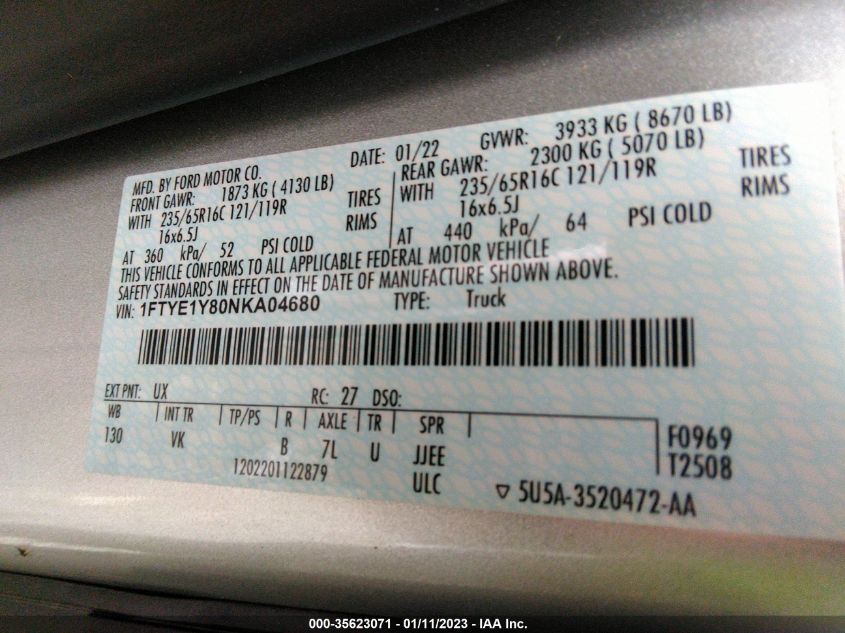 MFD. BY FORD MOTOR CO. DATE: 01/22 GVWR: 3933 KG ( 8670 LB)
FRONT GAWR: 1873 KG ( 4130 LB)
WITH 235/65R16C 121/119R TIRES
16x6.5J RIMS
AT 360 kPa/ 52 PSI COLD
REAR GAWR: 2300 KG ( 5070 LB)
WITH 235/65R16C 121/119R TIRES
16x6.5J RIMS
AT 440 kPa/ 64 PSI COLD
THIS VEHICLE CONFORMS TO ALL APPLICABLE FEDERAL MOTOR VEHICLE
SAFETY STANDARDS IN EFFECT ON THE DATE OF MANUFACTURE SHOWN ABOVE.
VIN: 1FTYE1Y80NKA04680 TYPE: Truck
EXT PNT: UX RC: 27 DSO:
WB INT TR TP/PS R AXLE TR SPR
130 VK B 7L U JJEE
F0969
T2508
1202201122879 ULC
▽ 5U5A-3520472-AA
000-35623071 - 01/11/2023 - IAA Inc.